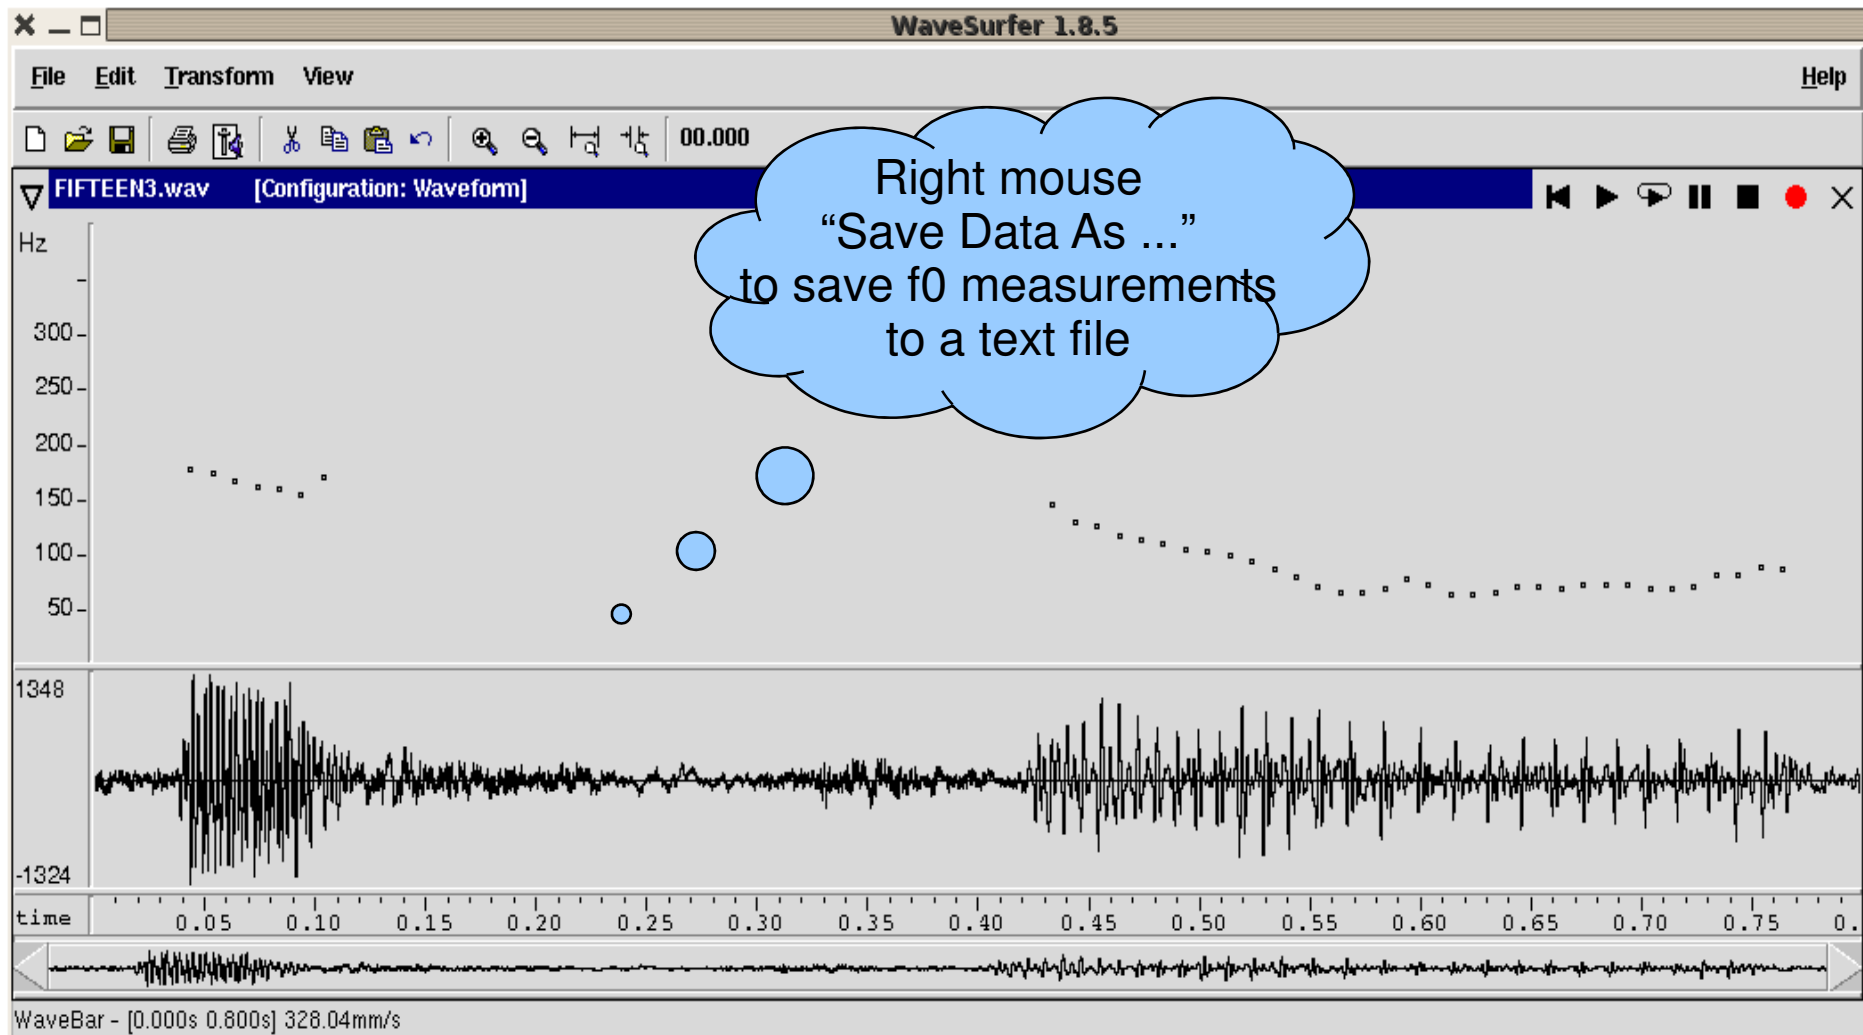 WaveSurfer 1.8.5
File Edit Transform View Help
00.000
FIFTEEN3.wav [Configuration: Waveform]
Right mouse
“Save Data As ...”
to save f0 measurements
to a text file
Hz
300
250
200
150
100
50
1348
-1324
time 0.05 0.10 0.15 0.20 0.25 0.30 0.35 0.40 0.45 0.50 0.55 0.60 0.65 0.70 0.75 0.
WaveBar - [0.000s 0.800s] 328.04mm/s